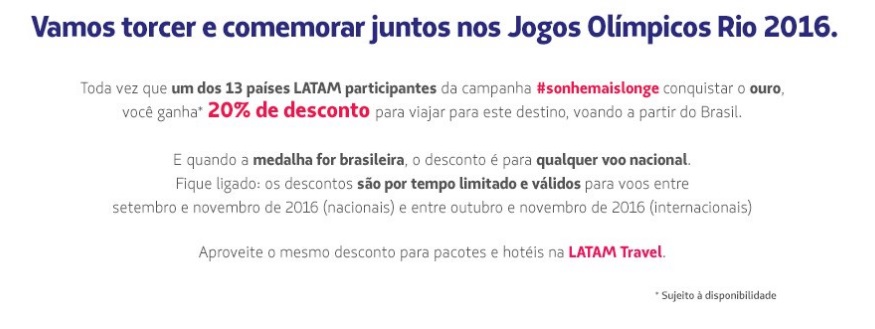 Vamos torcer e comemorar juntos nos Jogos Olímpicos Rio 2016.
Toda vez que um dos 13 países LATAM participantes da campanha #sonhemaislonge conquistar o ouro,
você ganha* 20% de desconto para viajar para este destino, voando a partir do Brasil.
E quando a medalha for brasileira, o desconto é para qualquer voo nacional.
Fique ligado: os descontos são por tempo limitado e válidos para voos entre
setembro e novembro de 2016 (nacionais) e entre outubro e novembro de 2016 (internacionais)
Aproveite o mesmo desconto para pacotes e hotéis na LATAM Travel.
* Sujeito à disponibilidade